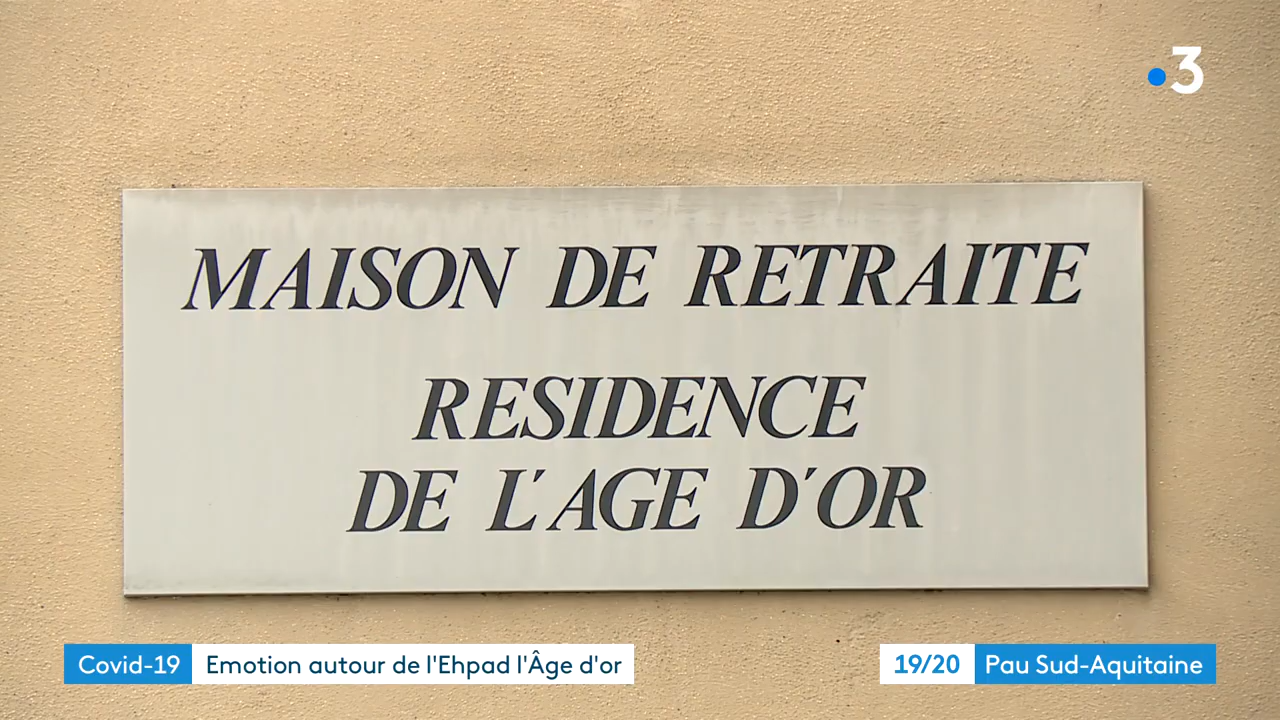 3
MAISON DE RETRAITE
RESIDENCE
DE L'AGE D'OR
Covid-19 Emotion autour de l'Ehpad l'Âge d'or
19/20 Pau Sud-Aquitaine